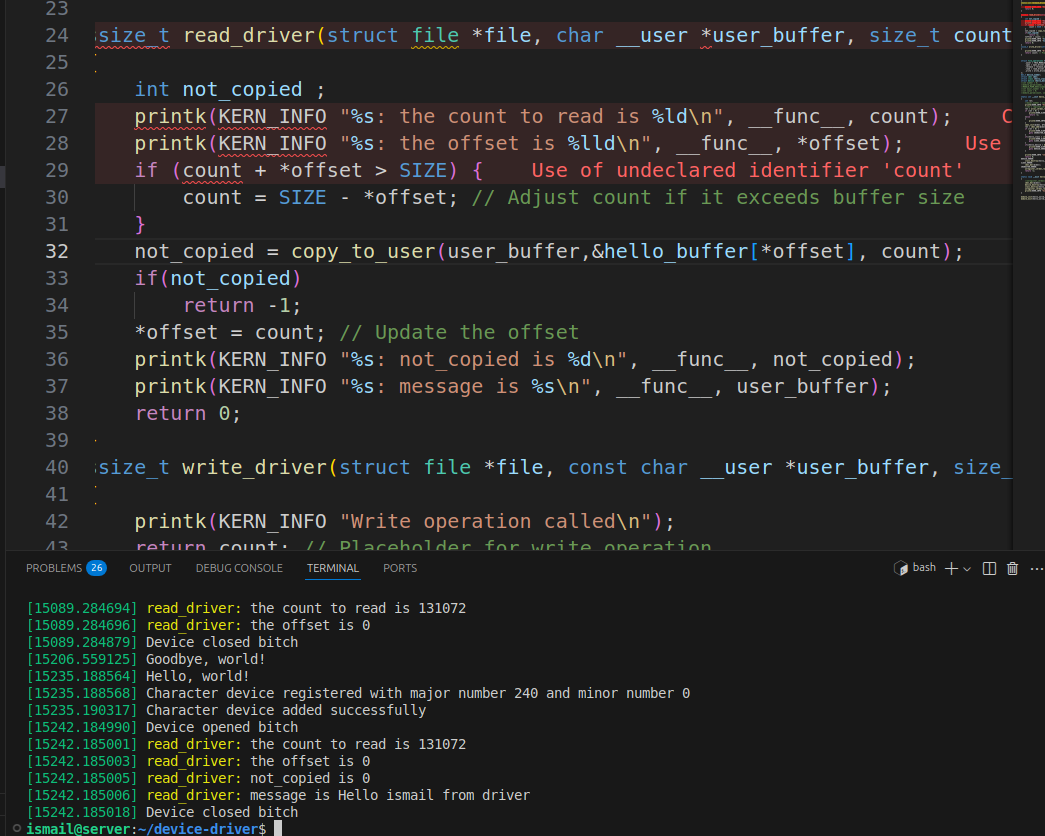 23
24 size_t read_driver(struct file *file, char __user *user_buffer, size_t count
25
26 int not_copied ;
27 printk(KERN_INFO "%s: the count to read is %ld\n", __func__, count); C
28 printk(KERN_INFO "%s: the offset is %lld\n", __func__, *offset); Use
29 if (count + *offset > SIZE) { Use of undeclared identifier 'count'
30 count = SIZE - *offset; // Adjust count if it exceeds buffer size
31 }
32 not_copied = copy_to_user(user_buffer,&hello_buffer[*offset], count);
33 if(not_copied)
34 return -1;
35 *offset = count; // Update the offset
36 printk(KERN_INFO "%s: not_copied is %d\n", __func__, not_copied);
37 printk(KERN_INFO "%s: message is %s\n", __func__, user_buffer);
38 return 0;
39
40 size_t write_driver(struct file *file, const char __user *user_buffer, size_
41
42 printk(KERN_INFO "Write operation called\n");
43 return count; // Placeholder for write operation
PROBLEMS 26 OUTPUT DEBUG CONSOLE TERMINAL PORTS bash
[15089.284694] read_driver: the count to read is 131072
[15089.284696] read_driver: the offset is 0
[15089.284879] Device closed bitch
[15206.559125] Goodbye, world!
[15235.188564] Hello, world!
[15235.188568] Character device registered with major number 240 and minor number 0
[15235.190317] Character device added successfully
[15242.184990] Device opened bitch
[15242.185001] read_driver: the count to read is 131072
[15242.185003] read_driver: the offset is 0
[15242.185005] read_driver: not_copied is 0
[15242.185006] read_driver: message is Hello ismail from driver
[15242.185018] Device closed bitch
ismail@server:~/device-driver$